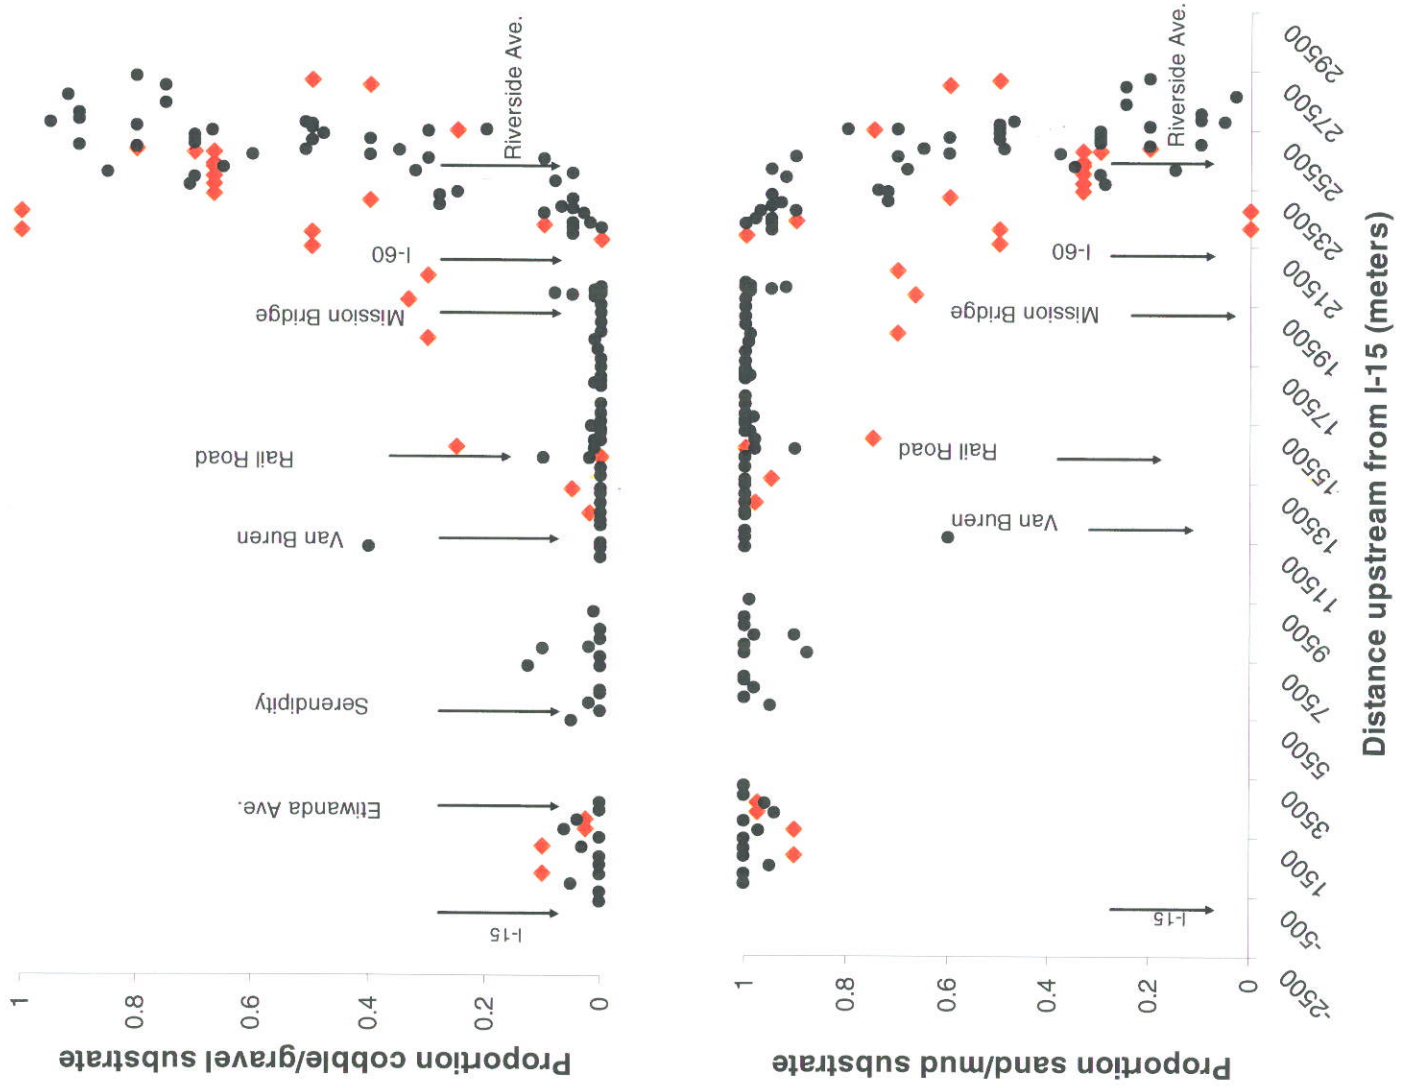 Proportion cobble/gravel substrate
1
0.8
0.6
0.4
0.2
0
I-15
Etiwanda Ave.
Serendipity
Van Buren
Rail Road
Mission Bridge
I-60
Riverside Ave.
Proportion sand/mud substrate
1
0.8
0.6
0.4
0.2
0
I-15
Van Buren
Rail Road
Mission Bridge
I-60
Riverside Ave.
-2500
-500
1500
3500
5500
7500
9500
11500
13500
15500
17500
19500
21500
23500
25500
27500
29500
Distance upstream from I-15 (meters)